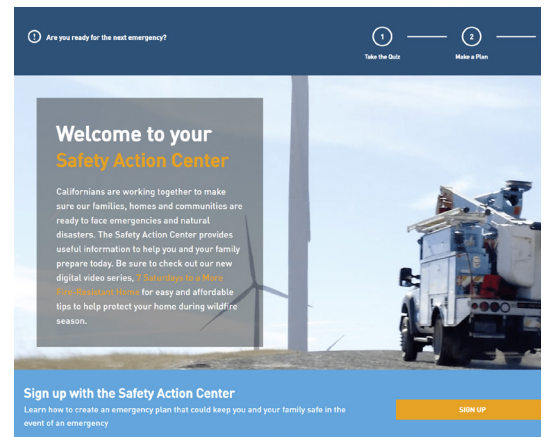 Are you ready for the next emergency?
1
2
Take the Quiz
Make a Plan
Welcome to your
Safety Action Center
Californians are working together to make
sure our families, homes and communities are
ready to face emergencies and natural
disasters. The Safety Action Center provides
useful information to help you and your family
prepare today. Be sure to check out our new
digital video series, 7 Saturdays to a More
Fire-Resistant Home for easy and affordable
tips to help protect your home during wildfire
season.
Sign up with the Safety Action Center
Learn how to create an emergency plan that could keep you and your family safe in the
event of an emergency
SIGN UP